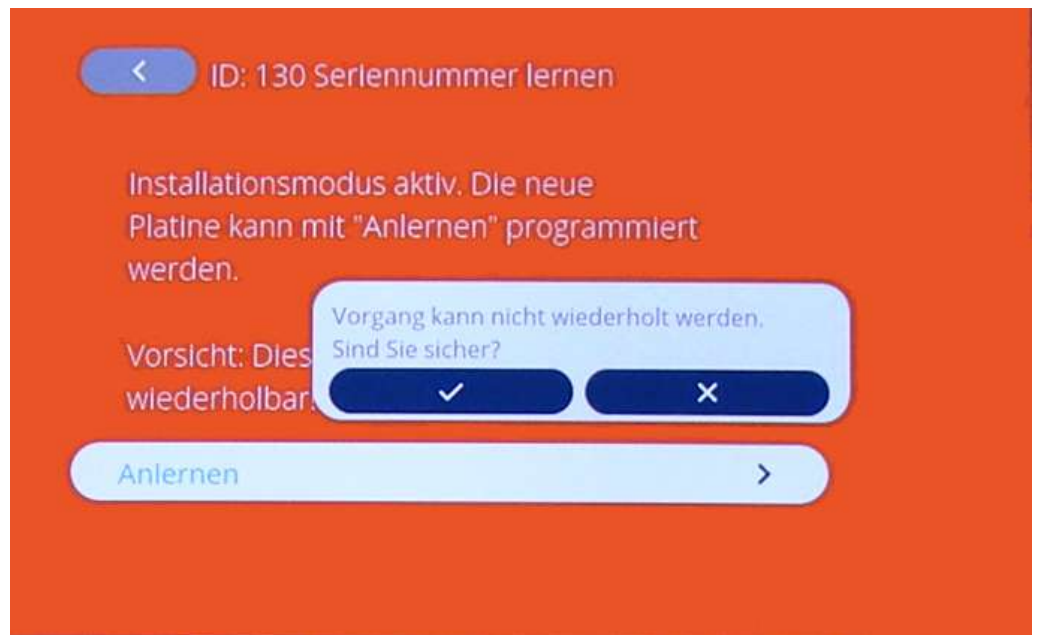 ID: 130 Seriennummer lernen
Installationsmodus aktiv. Die neue
Platine kann mit "Anlernen" programmiert
werden.
Vorsicht: Dies
wiederholbar!
Vorgang kann nicht wiederholt werden.
Sind Sie sicher?
Anlernen